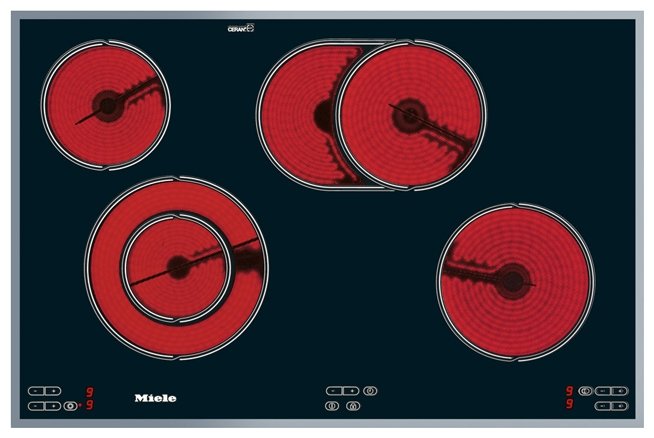 CERAN
- + 9
- + 9
Miele
- +
9 -
9 -